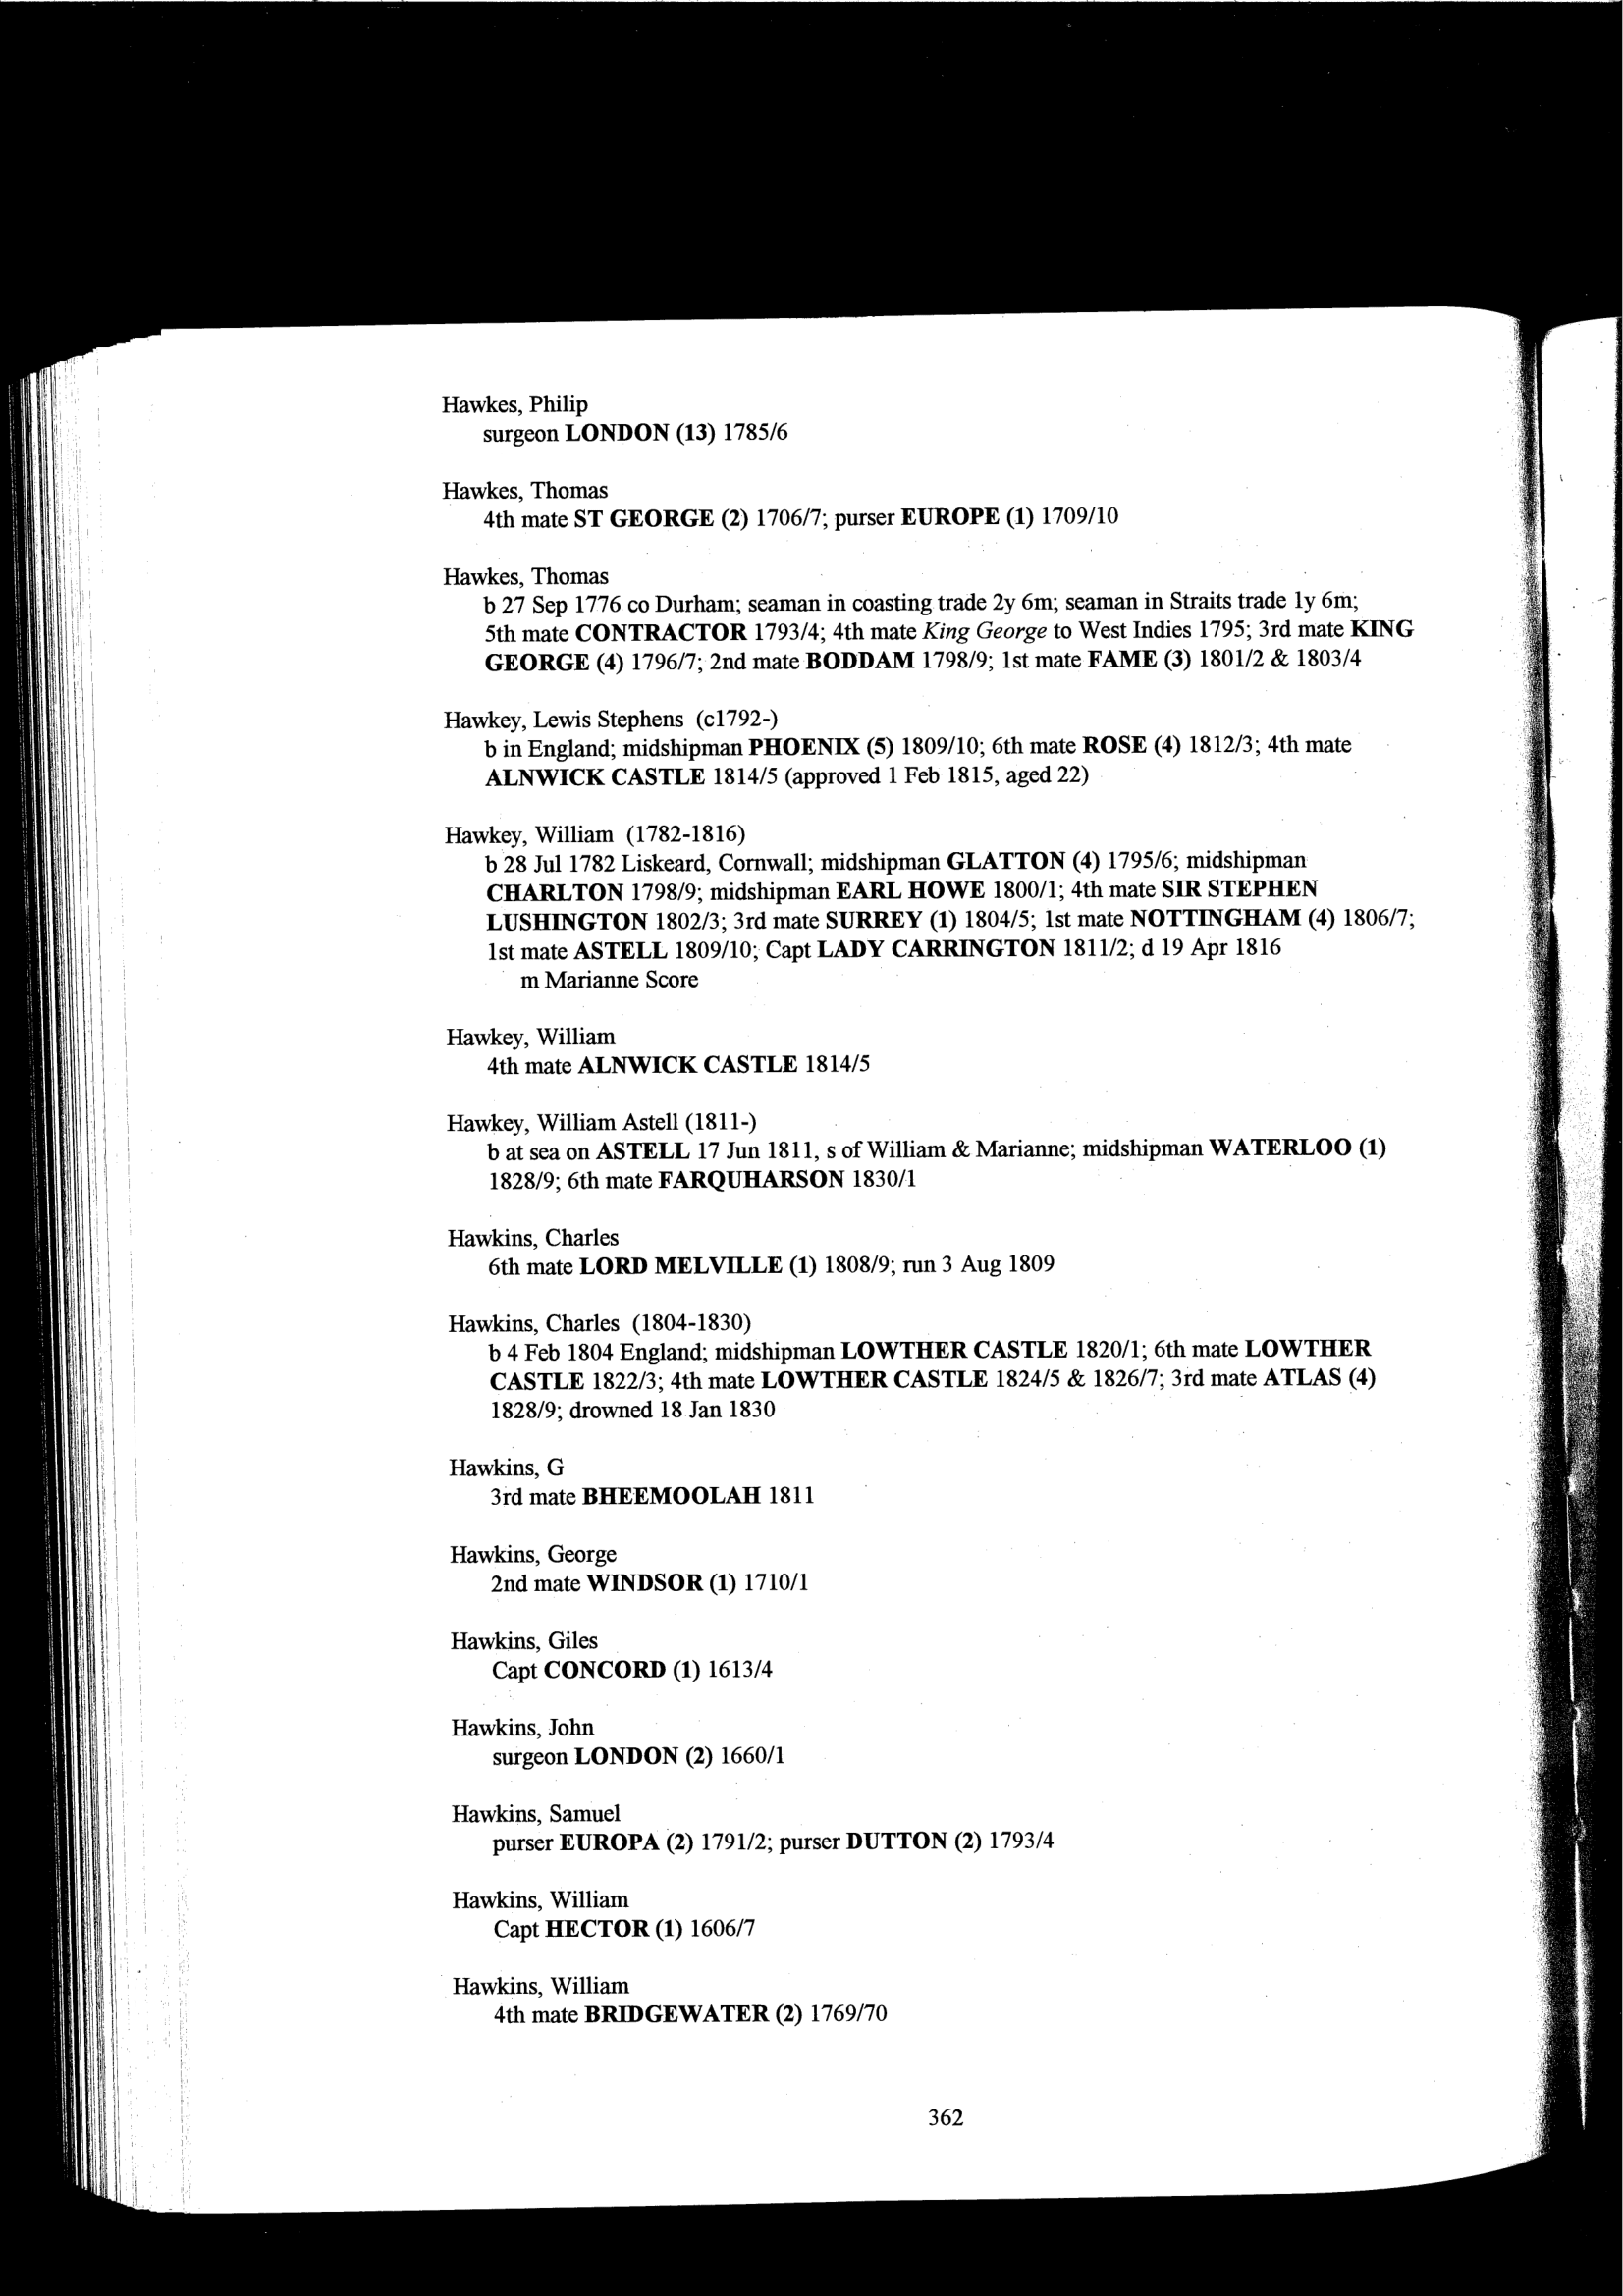 Hawkes, Philip
surgeon LONDON (13) 1785/6
Hawkes, Thomas
4th mate ST GEORGE (2) 1706/7; purser EUROPE (1) 1709/10
Hawkes, Thomas
b 27 Sep 1776 co Durham; seaman in coasting trade 2y 6m; seaman in Straits trade 1y 6m;
5th mate CONTRACTOR 1793/4; 4th mate King George to West Indies 1795; 3rd mate KING
GEORGE (4) 1796/7; 2nd mate BODDAM 1798/9; 1st mate FAME (3) 1801/2 & 1803/4
Hawkey, Lewis Stephens (c1792-)
b in England; midshipman PHOENIX (5) 1809/10; 6th mate ROSE (4) 1812/3; 4th mate
ALNWICK CASTLE 1814/5 (approved 1 Feb 1815, aged 22)
Hawkey, William (1782-1816)
b 28 Jul 1782 Liskeard, Cornwall; midshipman GLATTON (4) 1795/6; midshipman
CHARLTON 1798/9; midshipman EARL HOWE 1800/1; 4th mate SIR STEPHEN
LUSHINGTON 1802/3; 3rd mate SURREY (1) 1804/5; 1st mate NOTTINGHAM (4) 1806/7;
1st mate ASTELL 1809/10; Capt LADY CARRINGTON 1811/2; d 19 Apr 1816
m Marianne Score
Hawkey, William
4th mate ALNWICK CASTLE 1814/5
Hawkey, William Astell (1811-)
b at sea on ASTELL 17 Jun 1811, s of William & Marianne; midshipman WATERLOO (1)
1828/9; 6th mate FARQUHARSON 1830/1
Hawkins, Charles
6th mate LORD MELVILLE (1) 1808/9; run 3 Aug 1809
Hawkins, Charles (1804-1830)
b 4 Feb 1804 England; midshipman LOWTHER CASTLE 1820/1; 6th mate LOWTHER
CASTLE 1822/3; 4th mate LOWTHER CASTLE 1824/5 & 1826/7; 3rd mate ATLAS (4)
1828/9; drowned 18 Jan 1830
Hawkins, G
3rd mate BHEEMOOLAH 1811
Hawkins, George
2nd mate WINDSOR (1) 1710/1
Hawkins, Giles
Capt CONCORD (1) 1613/4
Hawkins, John
surgeon LONDON (2) 1660/1
Hawkins, Samuel
purser EUROPA (2) 1791/2; purser DUTTON (2) 1793/4
Hawkins, William
Capt HECTOR (1) 1606/7
Hawkins, William
4th mate BRIDGEWATER (2) 1769/70
362